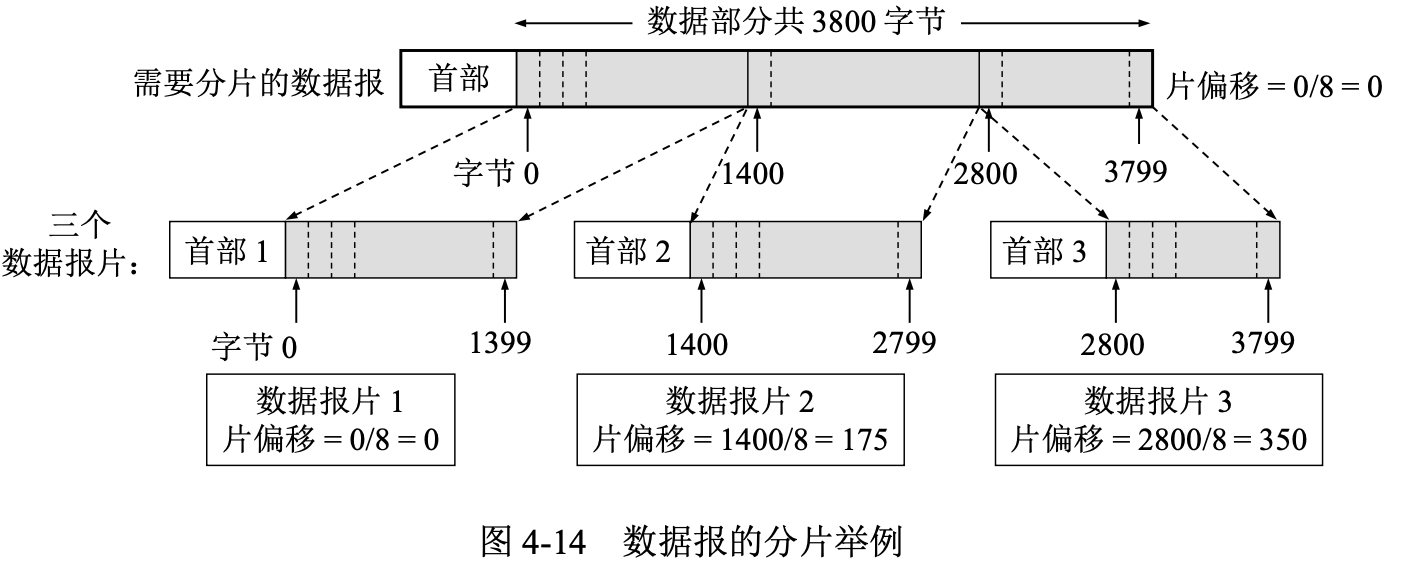 数据部分共 3800 字节
需要分片的数据报
首部
片偏移 = 0/8 = 0
字节 0
1400
2800
3799
三个
数据报片：
首部 1
首部 2
首部 3
字节 0
1399
1400
2799
2800
3799
数据报片 1
片偏移 = 0/8 = 0
数据报片 2
片偏移 = 1400/8 = 175
数据报片 3
片偏移 = 2800/8 = 350
图 4-14 数据报的分片举例